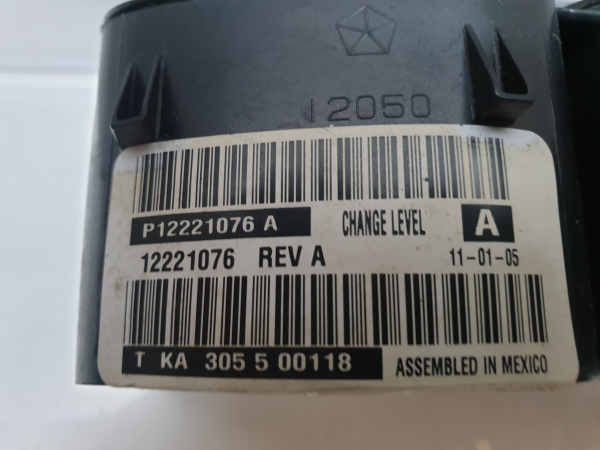 12050
P12221076 A CHANGE LEVEL A
12221076 REV A 11-01-05
T KA 305 5 00118 ASSEMBLED IN MEXICO